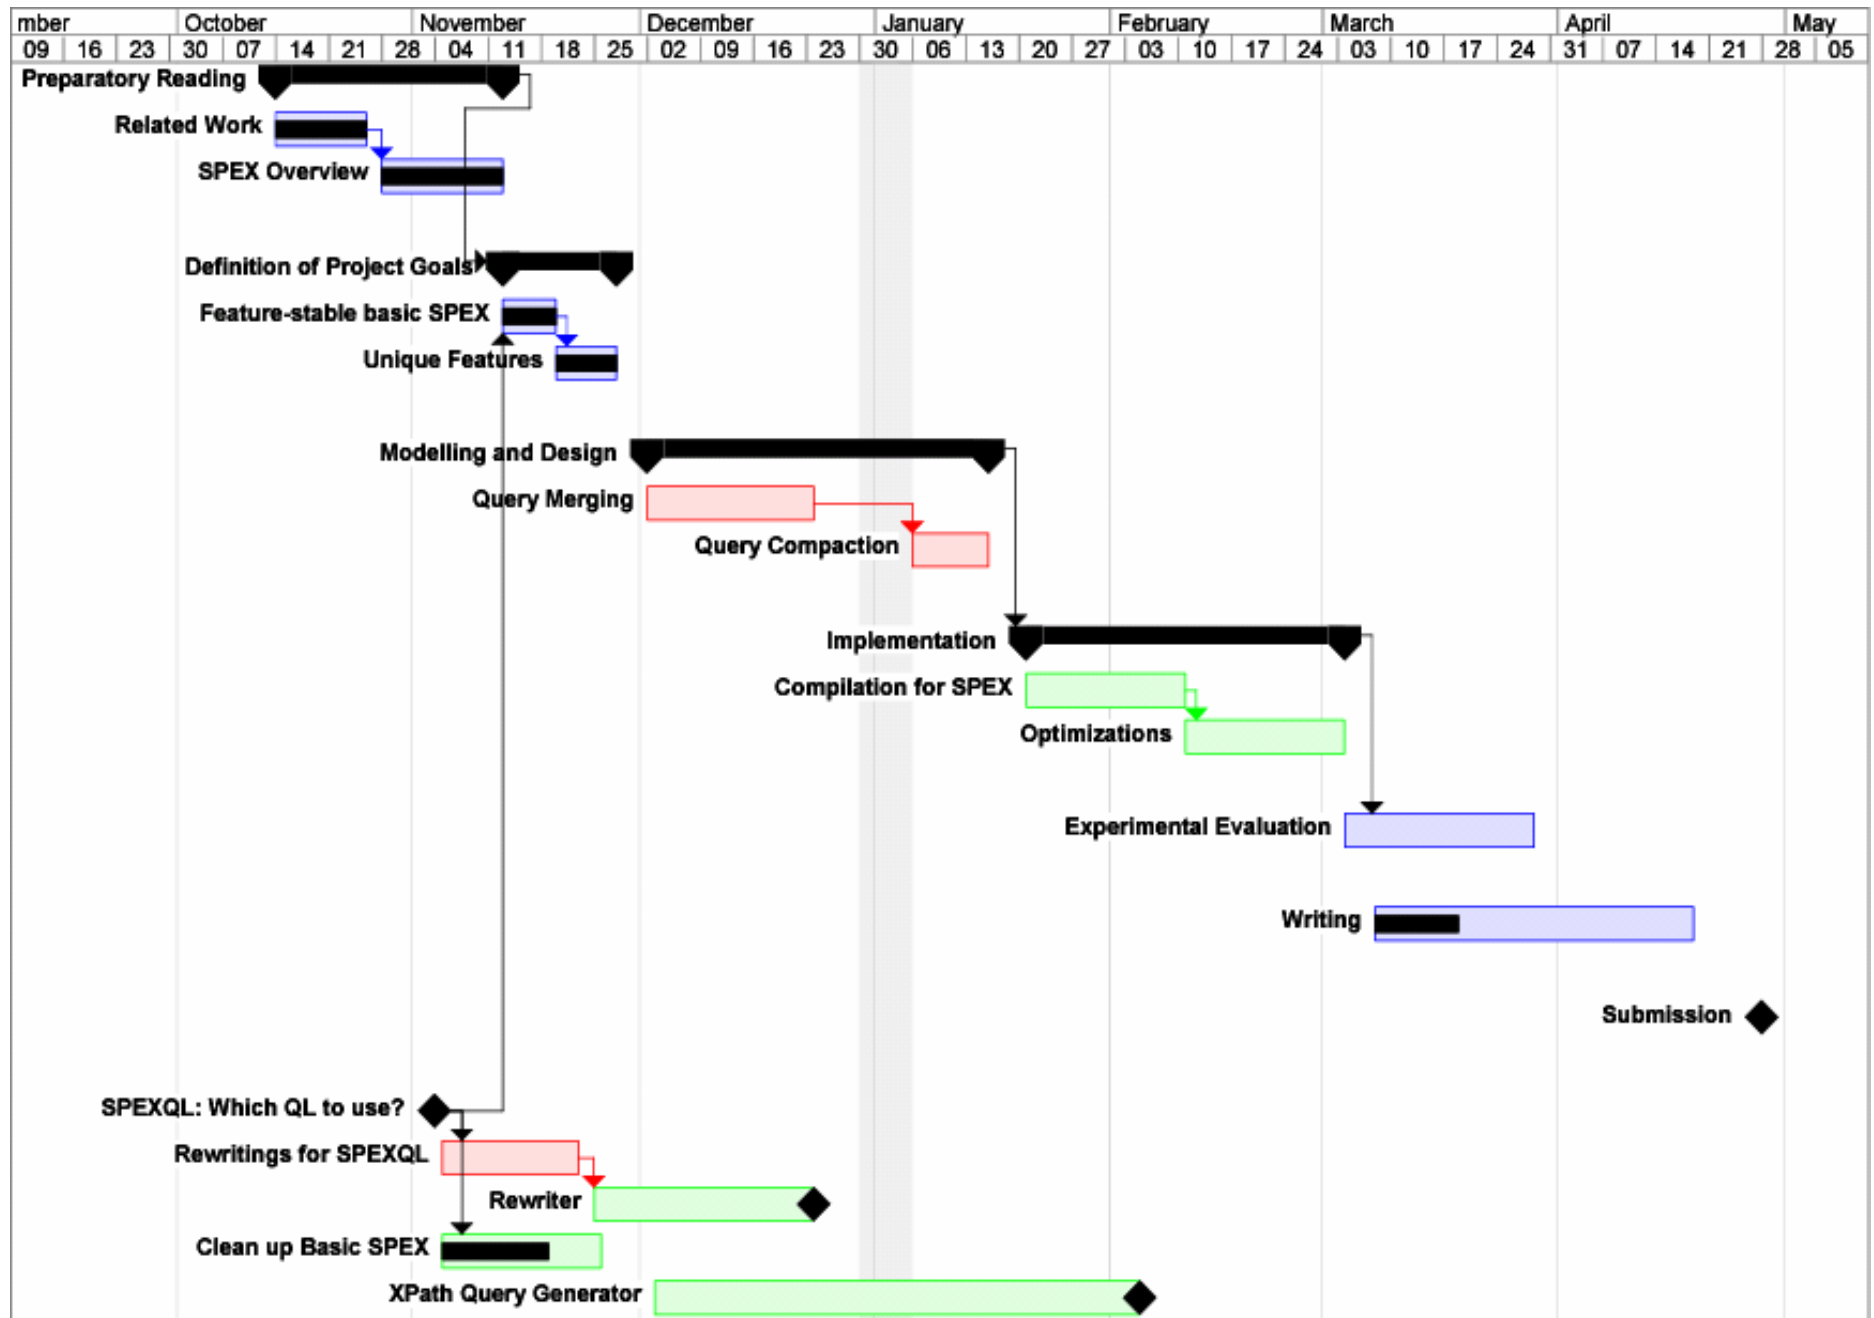 mber October November December January February March April May
09 16 23 30 07 14 21 28 04 11 18 25 02 09 16 23 30 06 13 20 27 03 10 17 24 03 10 17 24 31 07 14 21 28 05
Preparatory Reading
Related Work
SPEX Overview
Definition of Project Goals
Feature-stable basic SPEX
Unique Features
Modelling and Design
Query Merging
Query Compaction
Implementation
Compilation for SPEX
Optimizations
Experimental Evaluation
Writing
Submission
SPEXQL: Which QL to use?
Rewritings for SPEXQL
Rewriter
Clean up Basic SPEX
XPath Query Generator